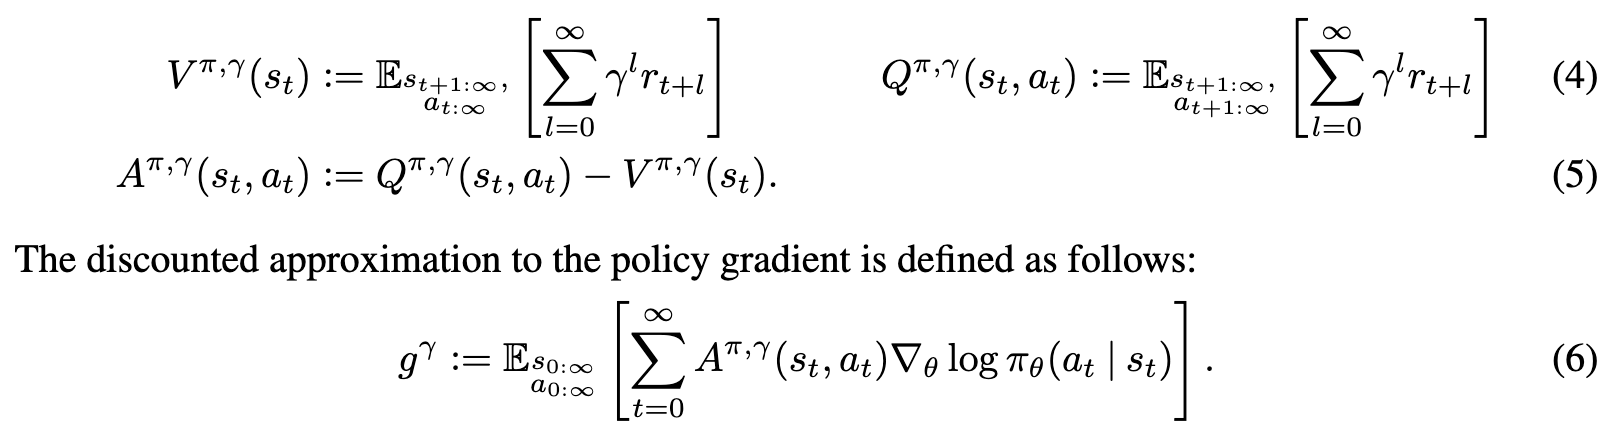 $V^{\pi,\gamma}(s_t) := \mathbb{E}_{\substack{s_{t+1:\infty}, \\ a_{t:\infty}}} \left[ \sum_{l=0}^{\infty} \gamma^l r_{t+l} \right] \qquad Q^{\pi,\gamma}(s_t, a_t) := \mathbb{E}_{\substack{s_{t+1:\infty}, \\ a_{t+1:\infty}}} \left[ \sum_{l=0}^{\infty} \gamma^l r_{t+l} \right]$ (4)
$A^{\pi,\gamma}(s_t, a_t) := Q^{\pi,\gamma}(s_t, a_t) - V^{\pi,\gamma}(s_t).$ (5)
The discounted approximation to the policy gradient is defined as follows:
$g^{\gamma} := \mathbb{E}_{\substack{s_{0:\infty} \\ a_{0:\infty}}} \left[ \sum_{t=0}^{\infty} A^{\pi,\gamma}(s_t, a_t) \nabla_\theta \log \pi_\theta(a_t \mid s_t) \right].$ (6)